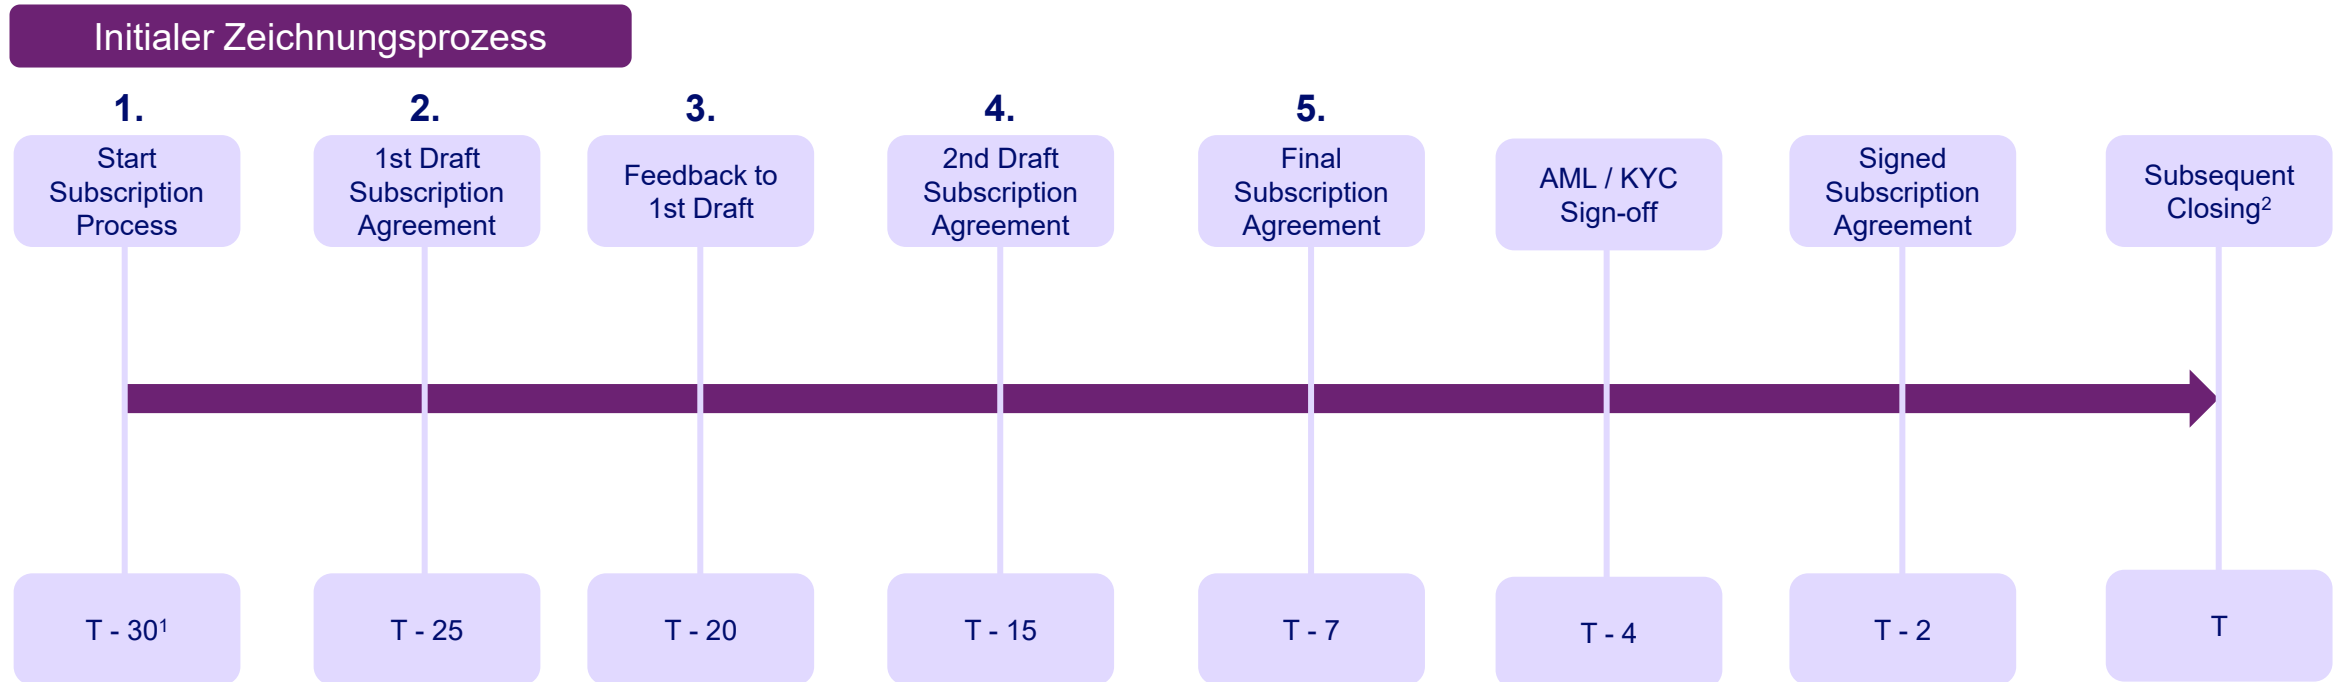 Initialer Zeichnungsprozess
1.
Start
Subscription
Process
2.
1st Draft
Subscription
Agreement
3.
Feedback to
1st Draft
4.
2nd Draft
Subscription
Agreement
5.
Final
Subscription
Agreement
AML / KYC
Sign-off
Signed
Subscription
Agreement
Subsequent
Closing²
T - 30¹
T - 25
T - 20
T - 15
T - 7
T - 4
T - 2
T